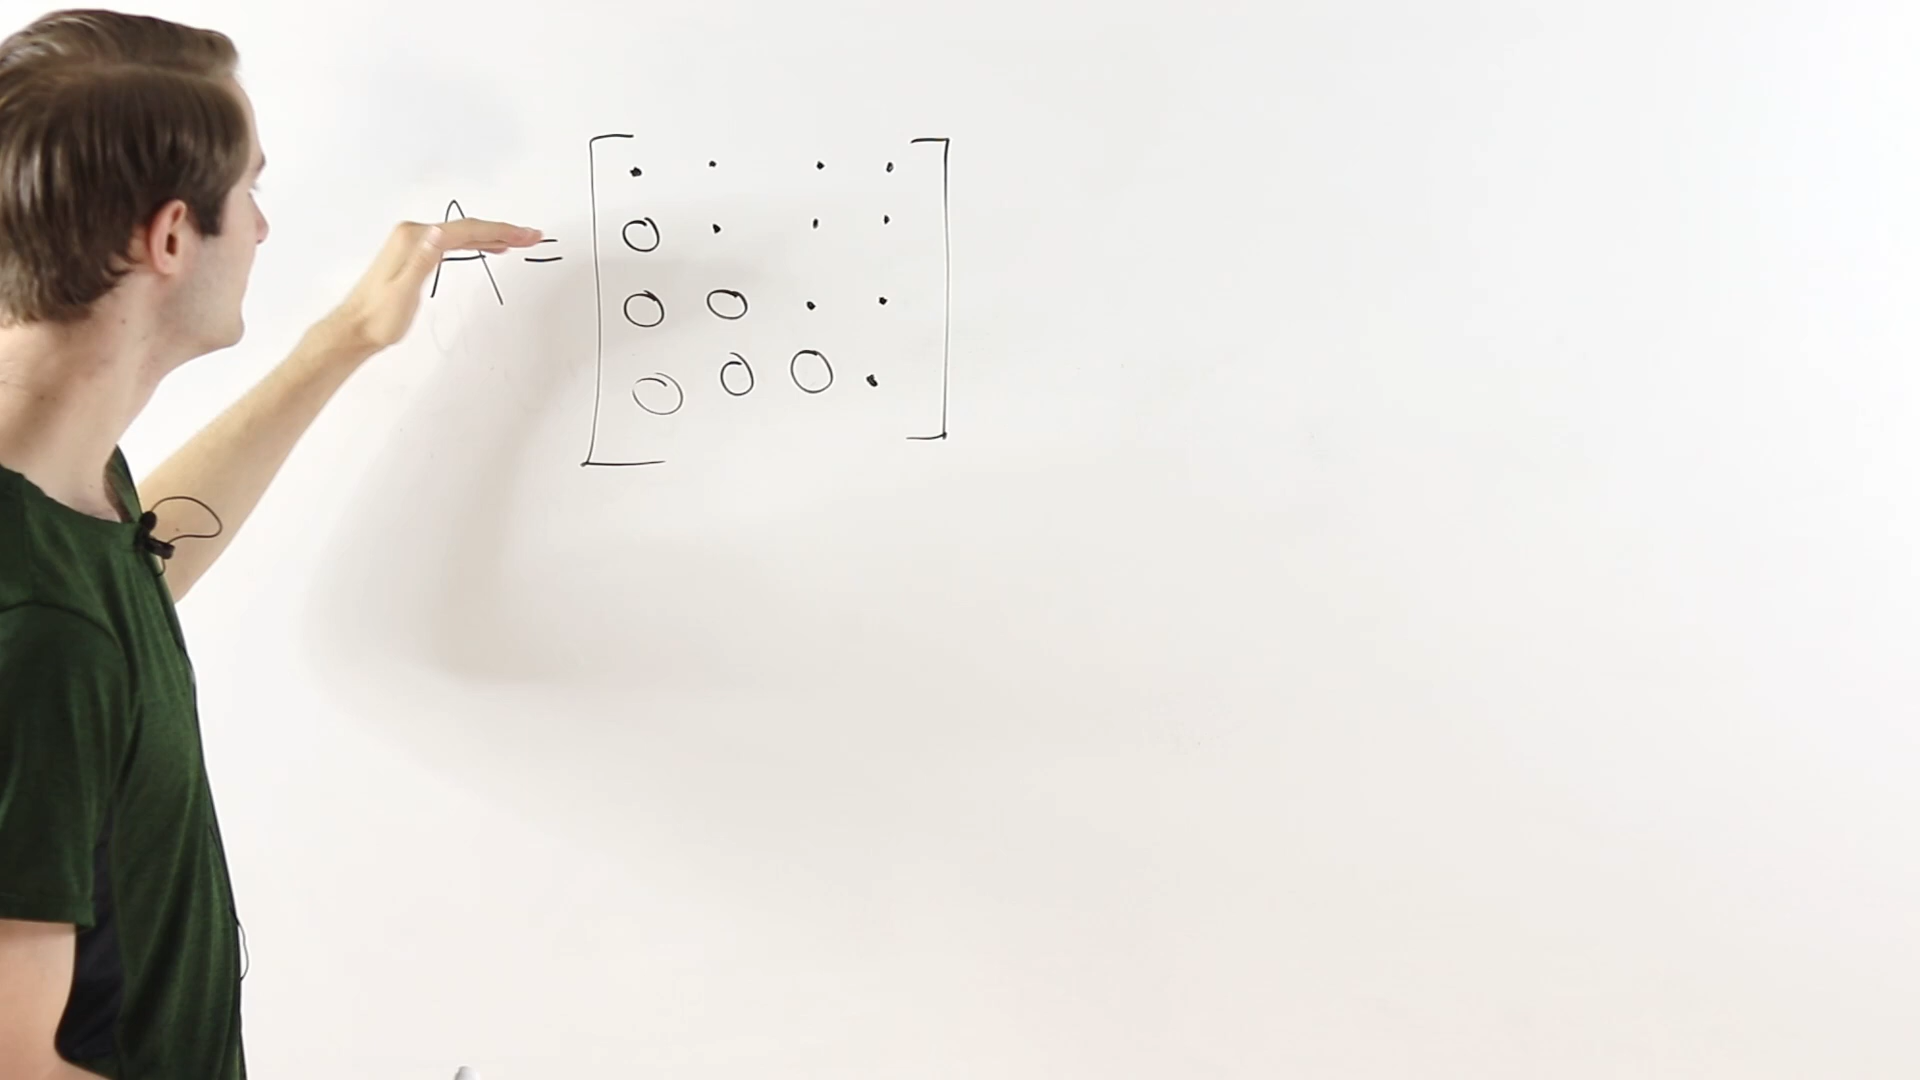 A = [ . . . .
0 . . .
0 0 . .
0 0 0 . ]